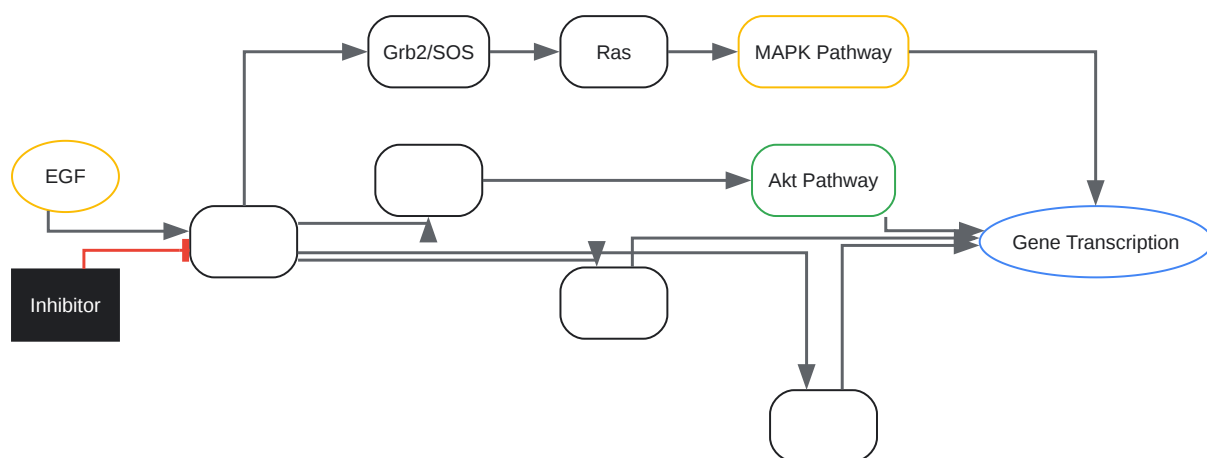 Grb2/SOS
Ras
MAPK Pathway
EGF
Akt Pathway
Gene Transcription
Inhibitor